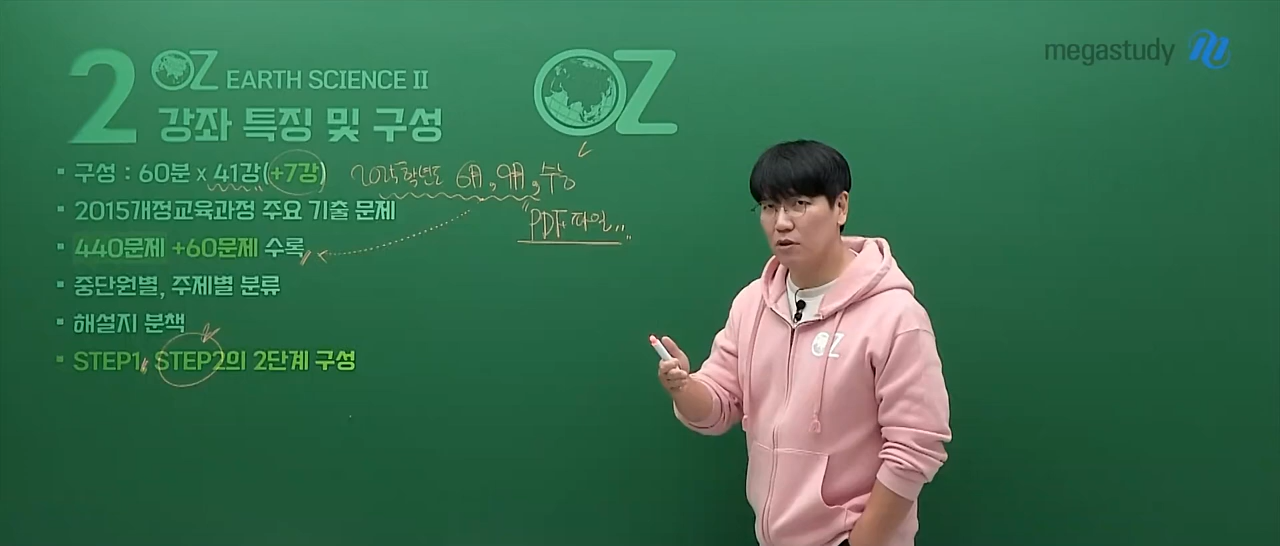 megastudy
2 OZ EARTH SCIENCE II
강좌 특징 및 구성
OZ
▪ 구성 : 60분 x 41강(+7강) 2025학년도 6月, 9月, 수능
▪ 2015개정교육과정 주요 기출 문제
"PDF 파일"
▪ 440문제 +60문제 수록
▪ 중단원별, 주제별 분류
▪ 해설지 분책
▪ STEP1, STEP2의 2단계 구성
OZ